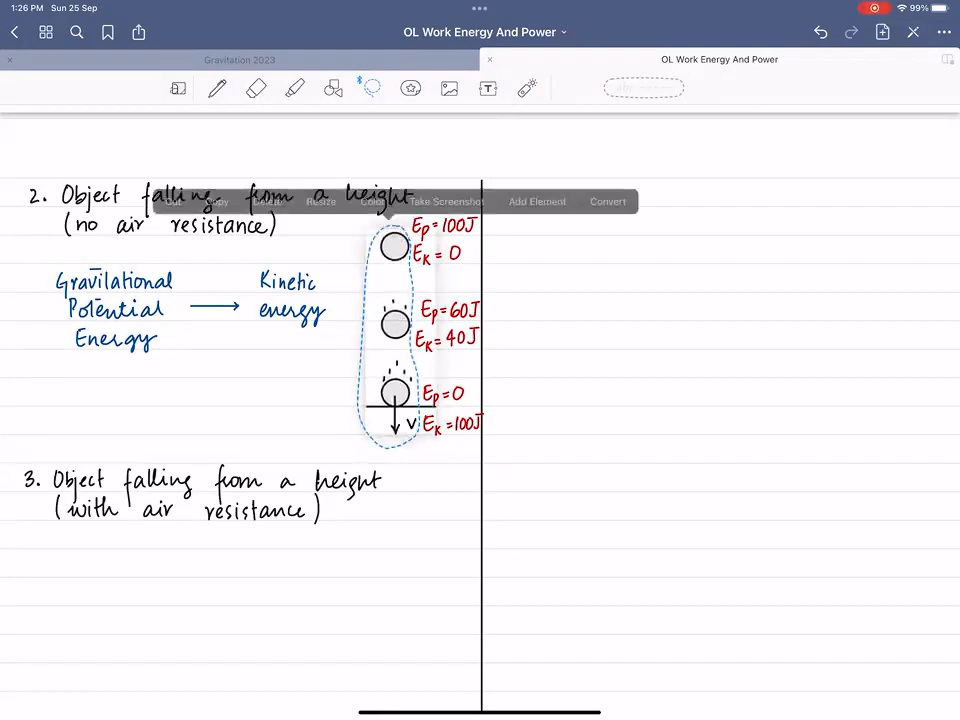 1:26 PM Sun 25 Sep
99%
OL Work Energy And Power
Gravitation 2023
OL Work Energy And Power
T
2. Object falling from a height
(no air resistance)
Cut Copy Delete Resize Color Take Screenshot Add Element Convert
Gravitational
Potential
Energy
Kinetic
energy
Ep=100J
EK=0
Ep=60J
EK=40J
Ep=0
V
EK=100J
3. Object falling from a height
(with air resistance)